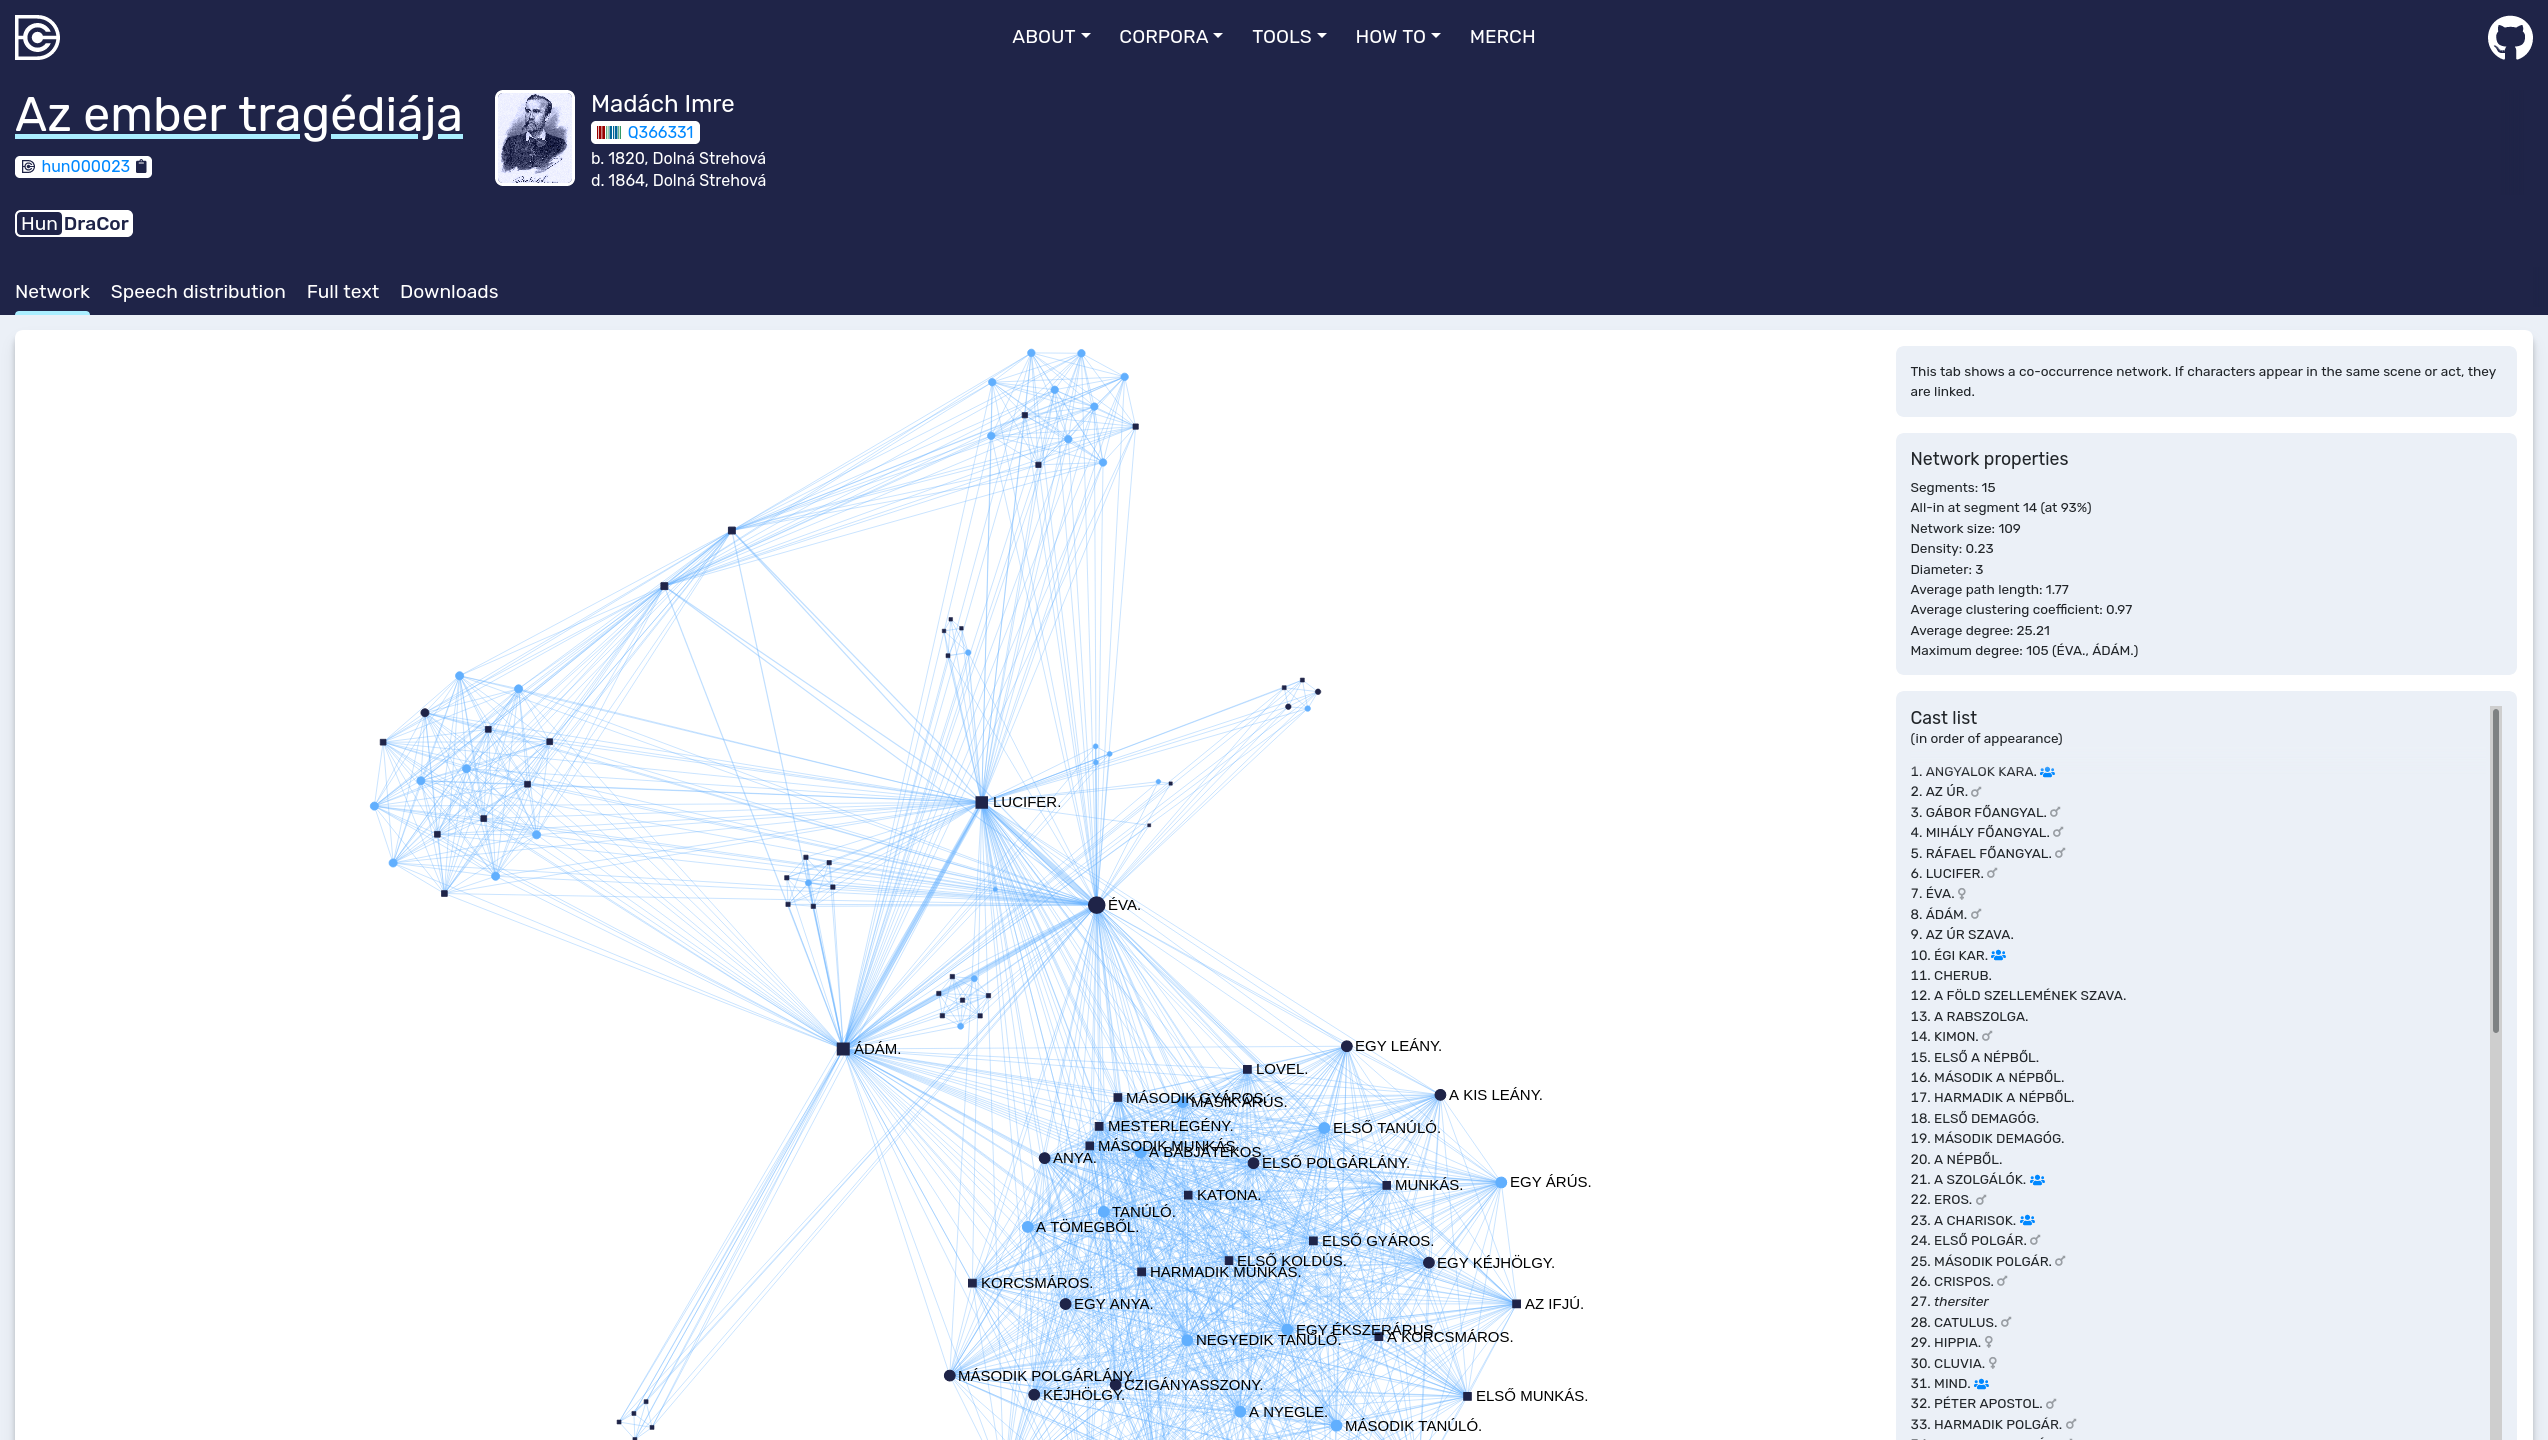 ABOUT
CORPORA
TOOLS
HOW TO
MERCH
Az ember tragédiája
hun000023
Madách Imre
Q366331
b. 1820, Dolná Strehová
d. 1864, Dolná Strehová
Hun DraCor
Network
Speech distribution
Full text
Downloads
LUCIFER.
ÉVA.
ÁDÁM.
EGY LEÁNY.
LOVEL.
A KIS LEÁNY.
MÁSODIK GYÁROS.
MÁSIK ÁRÚS.
MESTERLEGÉNY.
ELSŐ TANÚLÓ.
MÁSODIK MUNKÁS.
A BÁBJÁTÉKOS.
ANYA.
ELSŐ POLGÁRLÁNY.
EGY ÁRÚS.
MUNKÁS.
KATONA.
TANÚLÓ.
A TÖMEGBŐL.
ELSŐ GYÁROS.
ELSŐ KOLDÚS.
EGY KÉJHÖLGY.
HARMADIK MUNKÁS.
KORCSMÁROS.
EGY ANYA.
AZ IFJÚ.
EGY ÉKSZERÁRUS.
A KORCSMÁROS.
NEGYEDIK TANÚLÓ.
MÁSODIK POLGÁRLÁNY.
CZIGÁNYASSZONY.
KÉJHÖLGY.
ELSŐ MUNKÁS.
A NYEGLE.
MÁSODIK TANÚLÓ.
This tab shows a co-occurrence network. If characters appear in the same scene or act, they
are linked.
Network properties
Segments: 15
All-in at segment 14 (at 93%)
Network size: 109
Density: 0.23
Diameter: 3
Average path length: 1.77
Average clustering coefficient: 0.97
Average degree: 25.21
Maximum degree: 105 (ÉVA., ÁDÁM.)
Cast list
(in order of appearance)
1. ANGYALOK KARA.
2. AZ ÚR.
3. GÁBOR FŐANGYAL.
4. MIHÁLY FŐANGYAL.
5. RÁFAEL FŐANGYAL.
6. LUCIFER.
7. ÉVA.
8. ÁDÁM.
9. AZ ÚR SZAVA.
10. ÉGI KAR.
11. CHERUB.
12. A FÖLD SZELLEMÉNEK SZAVA.
13. A RABSZOLGA.
14. KIMON.
15. ELSŐ A NÉPBŐL.
16. MÁSODIK A NÉPBŐL.
17. HARMADIK A NÉPBŐL.
18. ELSŐ DEMAGÓG.
19. MÁSODIK DEMAGÓG.
20. A NÉPBŐL.
21. A SZOLGÁLÓK.
22. EROS.
23. A CHARISOK.
24. ELSŐ POLGÁR.
25. MÁSODIK POLGÁR.
26. CRISPOS.
27. thersiter
28. CATULUS.
29. HIPPIA.
30. CLUVIA.
31. MIND.
32. PÉTER APOSTOL.
33. HARMADIK POLGÁR.